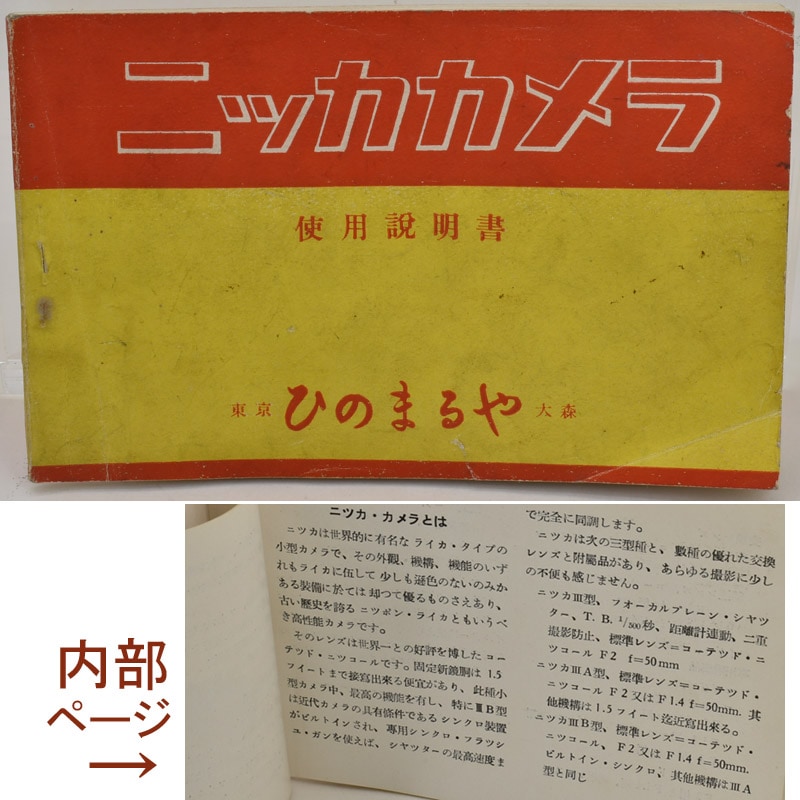 ニッカカメラ
使用說明書
東京 ひのまるや 大森
内部
ページ
→
ニツカ・カメラとは
ニツカは世界的に有名な ライカ・タイプの
小型カメラで、その外觀、機構、機能のいず
れもライカに伍して 少しも遜色のないのみか
ある裝備に於ては 却つて優るものさえあり、
古い歷史を誇る ニツポン・ライカともいうべ
き高性能カメラです。
そのレンズは世界一との好評を博した コー
テツド・ニツコールです。固定新鏡胴は 1.5
フイートまで接寫出來る便宜があり、此種小
型カメラ中、最高の機能を有し、特にⅢB型
は近代カメラの具有條件であるシンクロ裝置
がビルトインされ、專用シンクロ・フラツシ
ユ・ガンを使えば、シヤツターの最高速度ま
で完全に同調します。
ニツカは次の三型種と、數種の優れた交換
レンズと附屬品があり、あらゆる撮影に少し
の不便も感じません。
ニツカⅢ型、フオーカルプレーン・シヤツ
ター、T. B. 1/500秒、距離計連動、二重
撮影防止、標準レンズ=コーテツド・ニ
ツコール F2 f=50mm
ニツカⅢA型、標準レンズ=コーテツド・
ニツコール F2又はF1.4 f=50mm. 其
他機構は1.5フイート迄近寫出來る。
ニツカⅢB型、標準レンズ=コーテツド・
ニツコール、F2又はF1.4 f=50mm.
ビルトイン・シンクロ、其他機構はⅢA
型と同じ